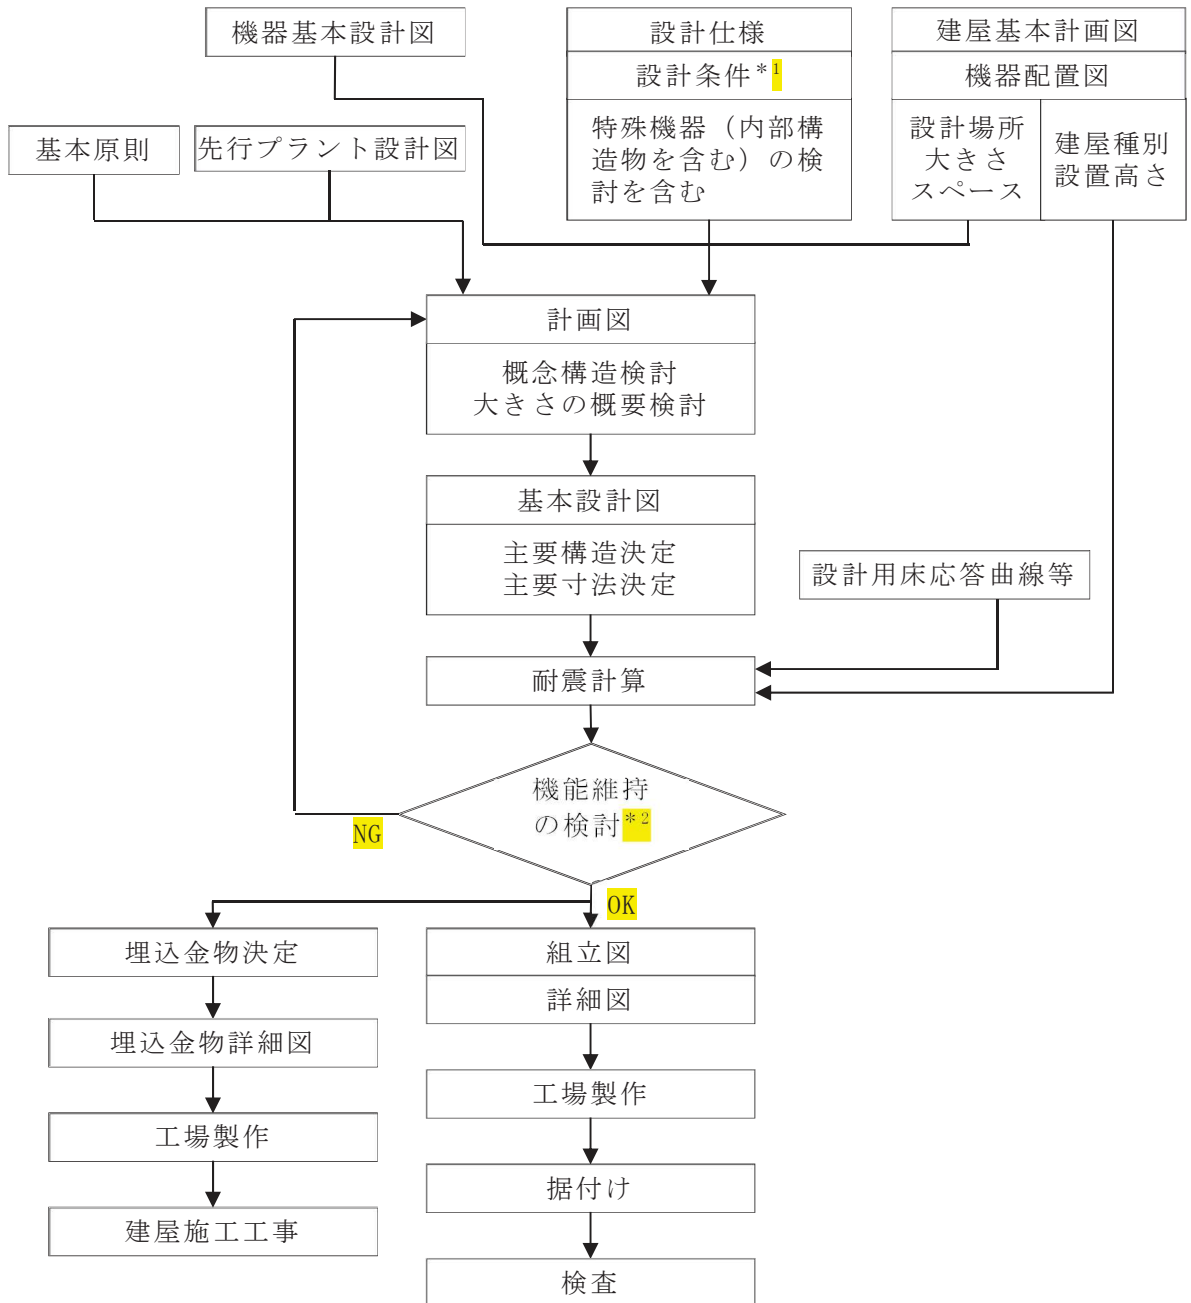 機器基本設計図
設計仕様
建屋基本計画図
設計条件*1
機器配置図
特殊機器（内部構
造物を含む）の検
討を含む
設計場所
大きさ
スペース
建屋種別
設置高さ
基本原則
先行プラント設計図
計画図
概念構造検討
大きさの概要検討
基本設計図
主要構造決定
主要寸法決定
設計用床応答曲線等
耐震計算
機能維持
の検討*2
NG
OK
埋込金物決定
組立図
詳細図
埋込金物詳細図
工場製作
工場製作
据付け
建屋施工工事
検査